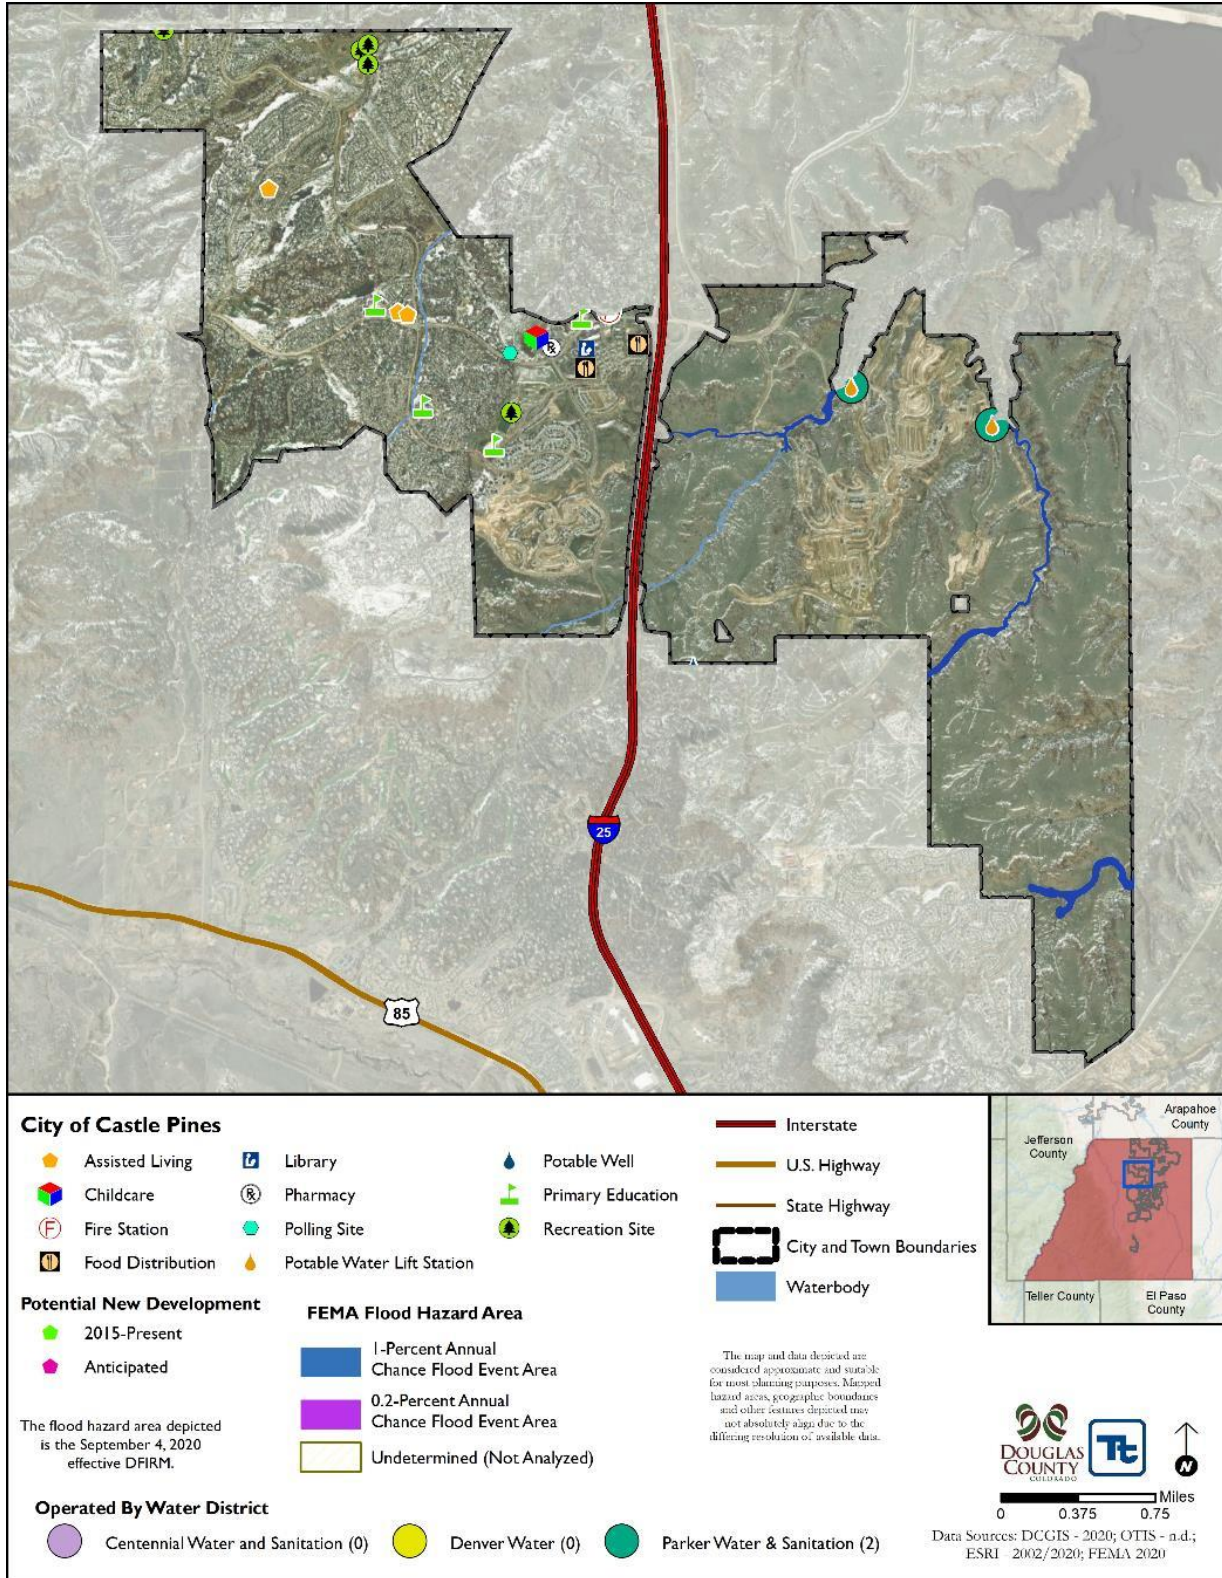 25
85
City of Castle Pines
Assisted Living
Childcare
F Fire Station
Food Distribution
Library
Pharmacy
Polling Site
Potable Water Lift Station
Potable Well
Primary Education
Recreation Site
Potential New Development
2015-Present
Anticipated
The flood hazard area depicted
is the September 4, 2020
effective DFIRM.
FEMA Flood Hazard Area
1-Percent Annual
Chance Flood Event Area
0.2-Percent Annual
Chance Flood Event Area
Undetermined (Not Analyzed)
Interstate
U.S. Highway
State Highway
City and Town Boundaries
Waterbody
The map and data depicted are
considered approximate and suitable
for most planning purposes. Mapped
hazard areas, geographic boundaries
and other features depicted may
not absolutely align due to the
differing resolution of available data.
Arapahoe
County
Jefferson
County
Teller County
El Paso
County
DOUGLAS
COUNTY
COLORADO
Tt
N
Miles
0 0.375 0.75
Data Sources: DCGIS - 2020; OTIS - n.d.;
ESRI - 2002/2020; FEMA 2020
Operated By Water District
Centennial Water and Sanitation (0)
Denver Water (0)
Parker Water & Sanitation (2)